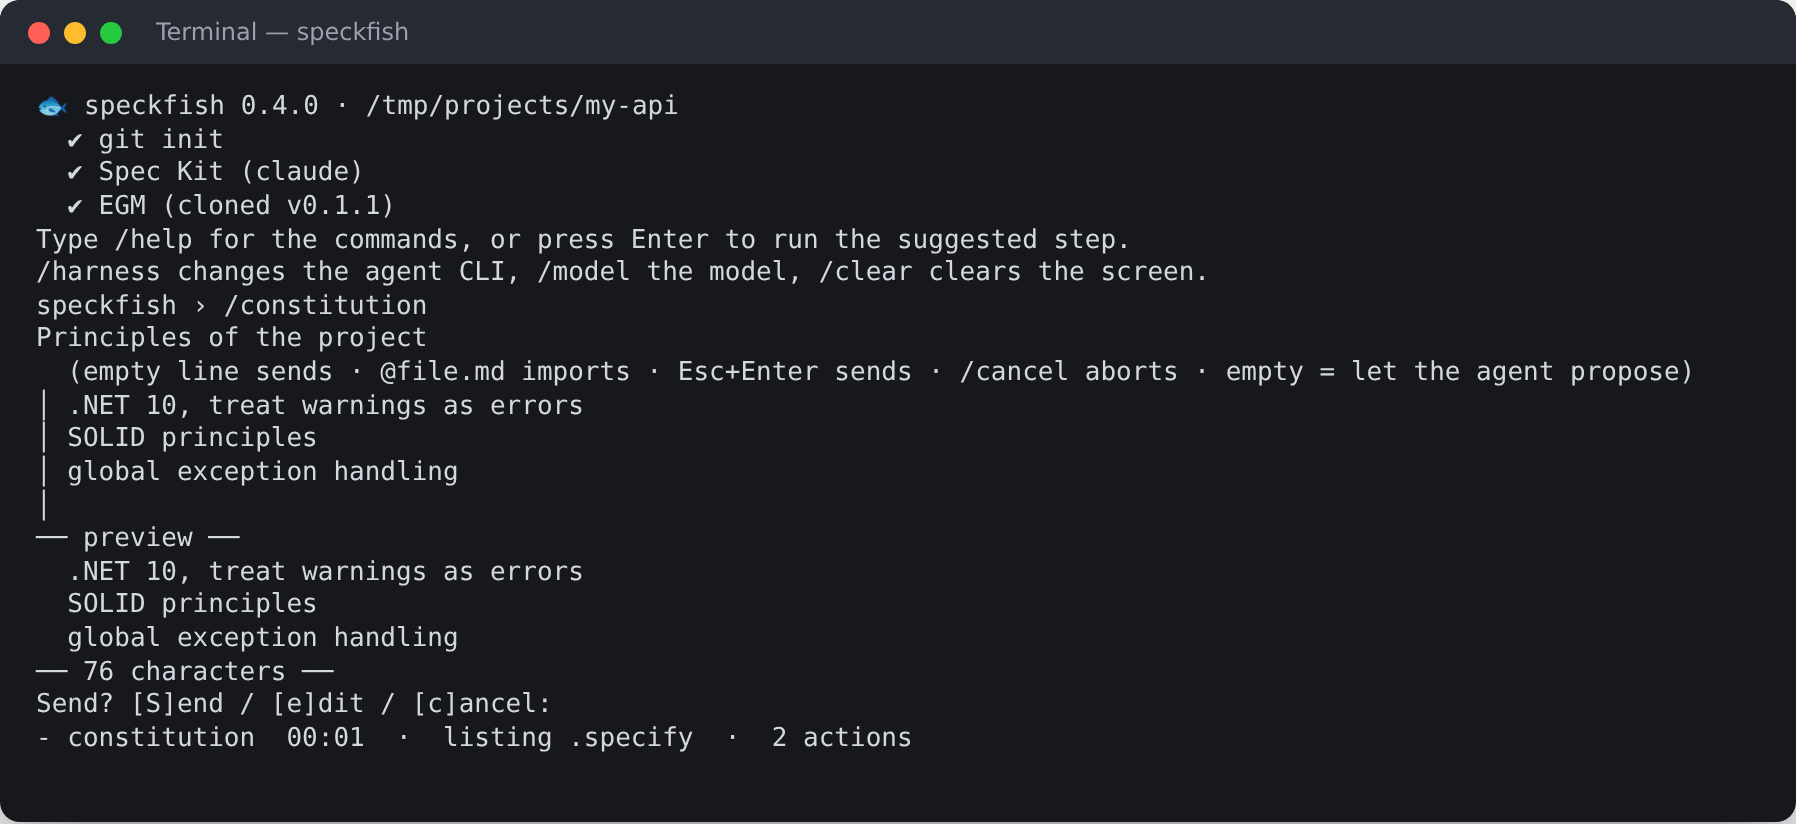 Terminal — speckfish
🐟 speckfish 0.4.0 · /tmp/projects/my-api
✔ git init
✔ Spec Kit (claude)
✔ EGM (cloned v0.1.1)
Type /help for the commands, or press Enter to run the suggested step.
/harness changes the agent CLI, /model the model, /clear clears the screen.
speckfish › /constitution
Principles of the project
(empty line sends · @file.md imports · Esc+Enter sends · /cancel aborts · empty = let the agent propose)
│ .NET 10, treat warnings as errors
│ SOLID principles
│ global exception handling
│
── preview ──
.NET 10, treat warnings as errors
SOLID principles
global exception handling
── 76 characters ──
Send? [S]end / [e]dit / [c]ancel:
- constitution  00:01  ·  listing .specify  ·  2 actions